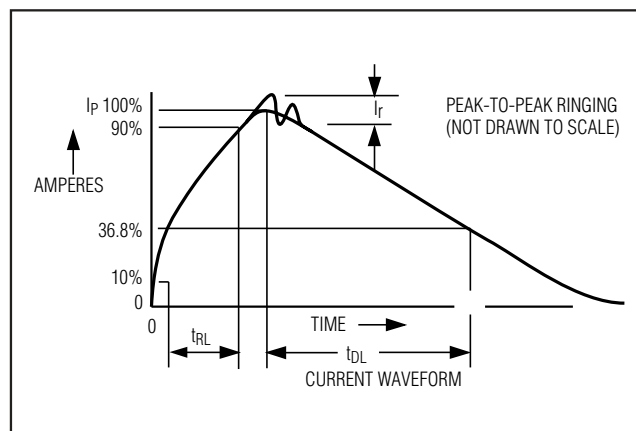 IP 100%
Ir
PEAK-TO-PEAK RINGING
(NOT DRAWN TO SCALE)
90%
AMPERES
36.8%
10%
0
0
TIME
tRL
tDL
CURRENT WAVEFORM